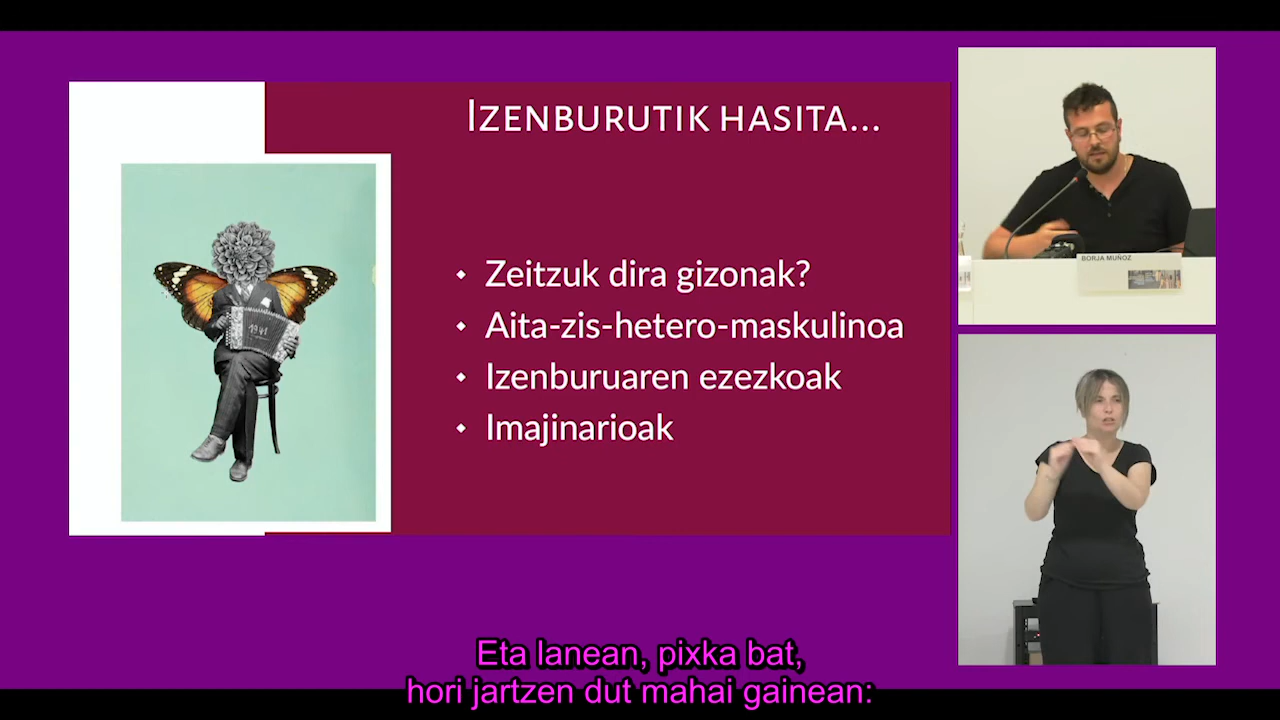 Izenburutik hasita...
Zeitzuk dira gizonak?
Aita-zis-hetero-maskulinoa
Izenburuaren ezezkoak
Imajinarioak
1941
BORJA MUÑOZ
Eta lanean, pixka bat,
hori jartzen dut mahai gainean: